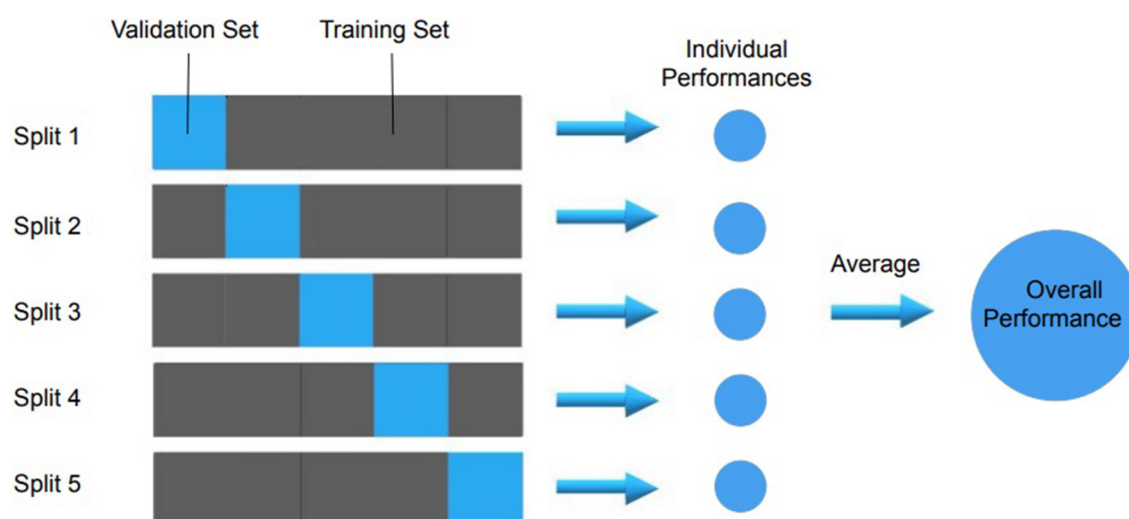 Validation Set
Training Set
Individual
Performances
Split 1
Split 2
Split 3
Split 4
Split 5
Average
Overall
Performance